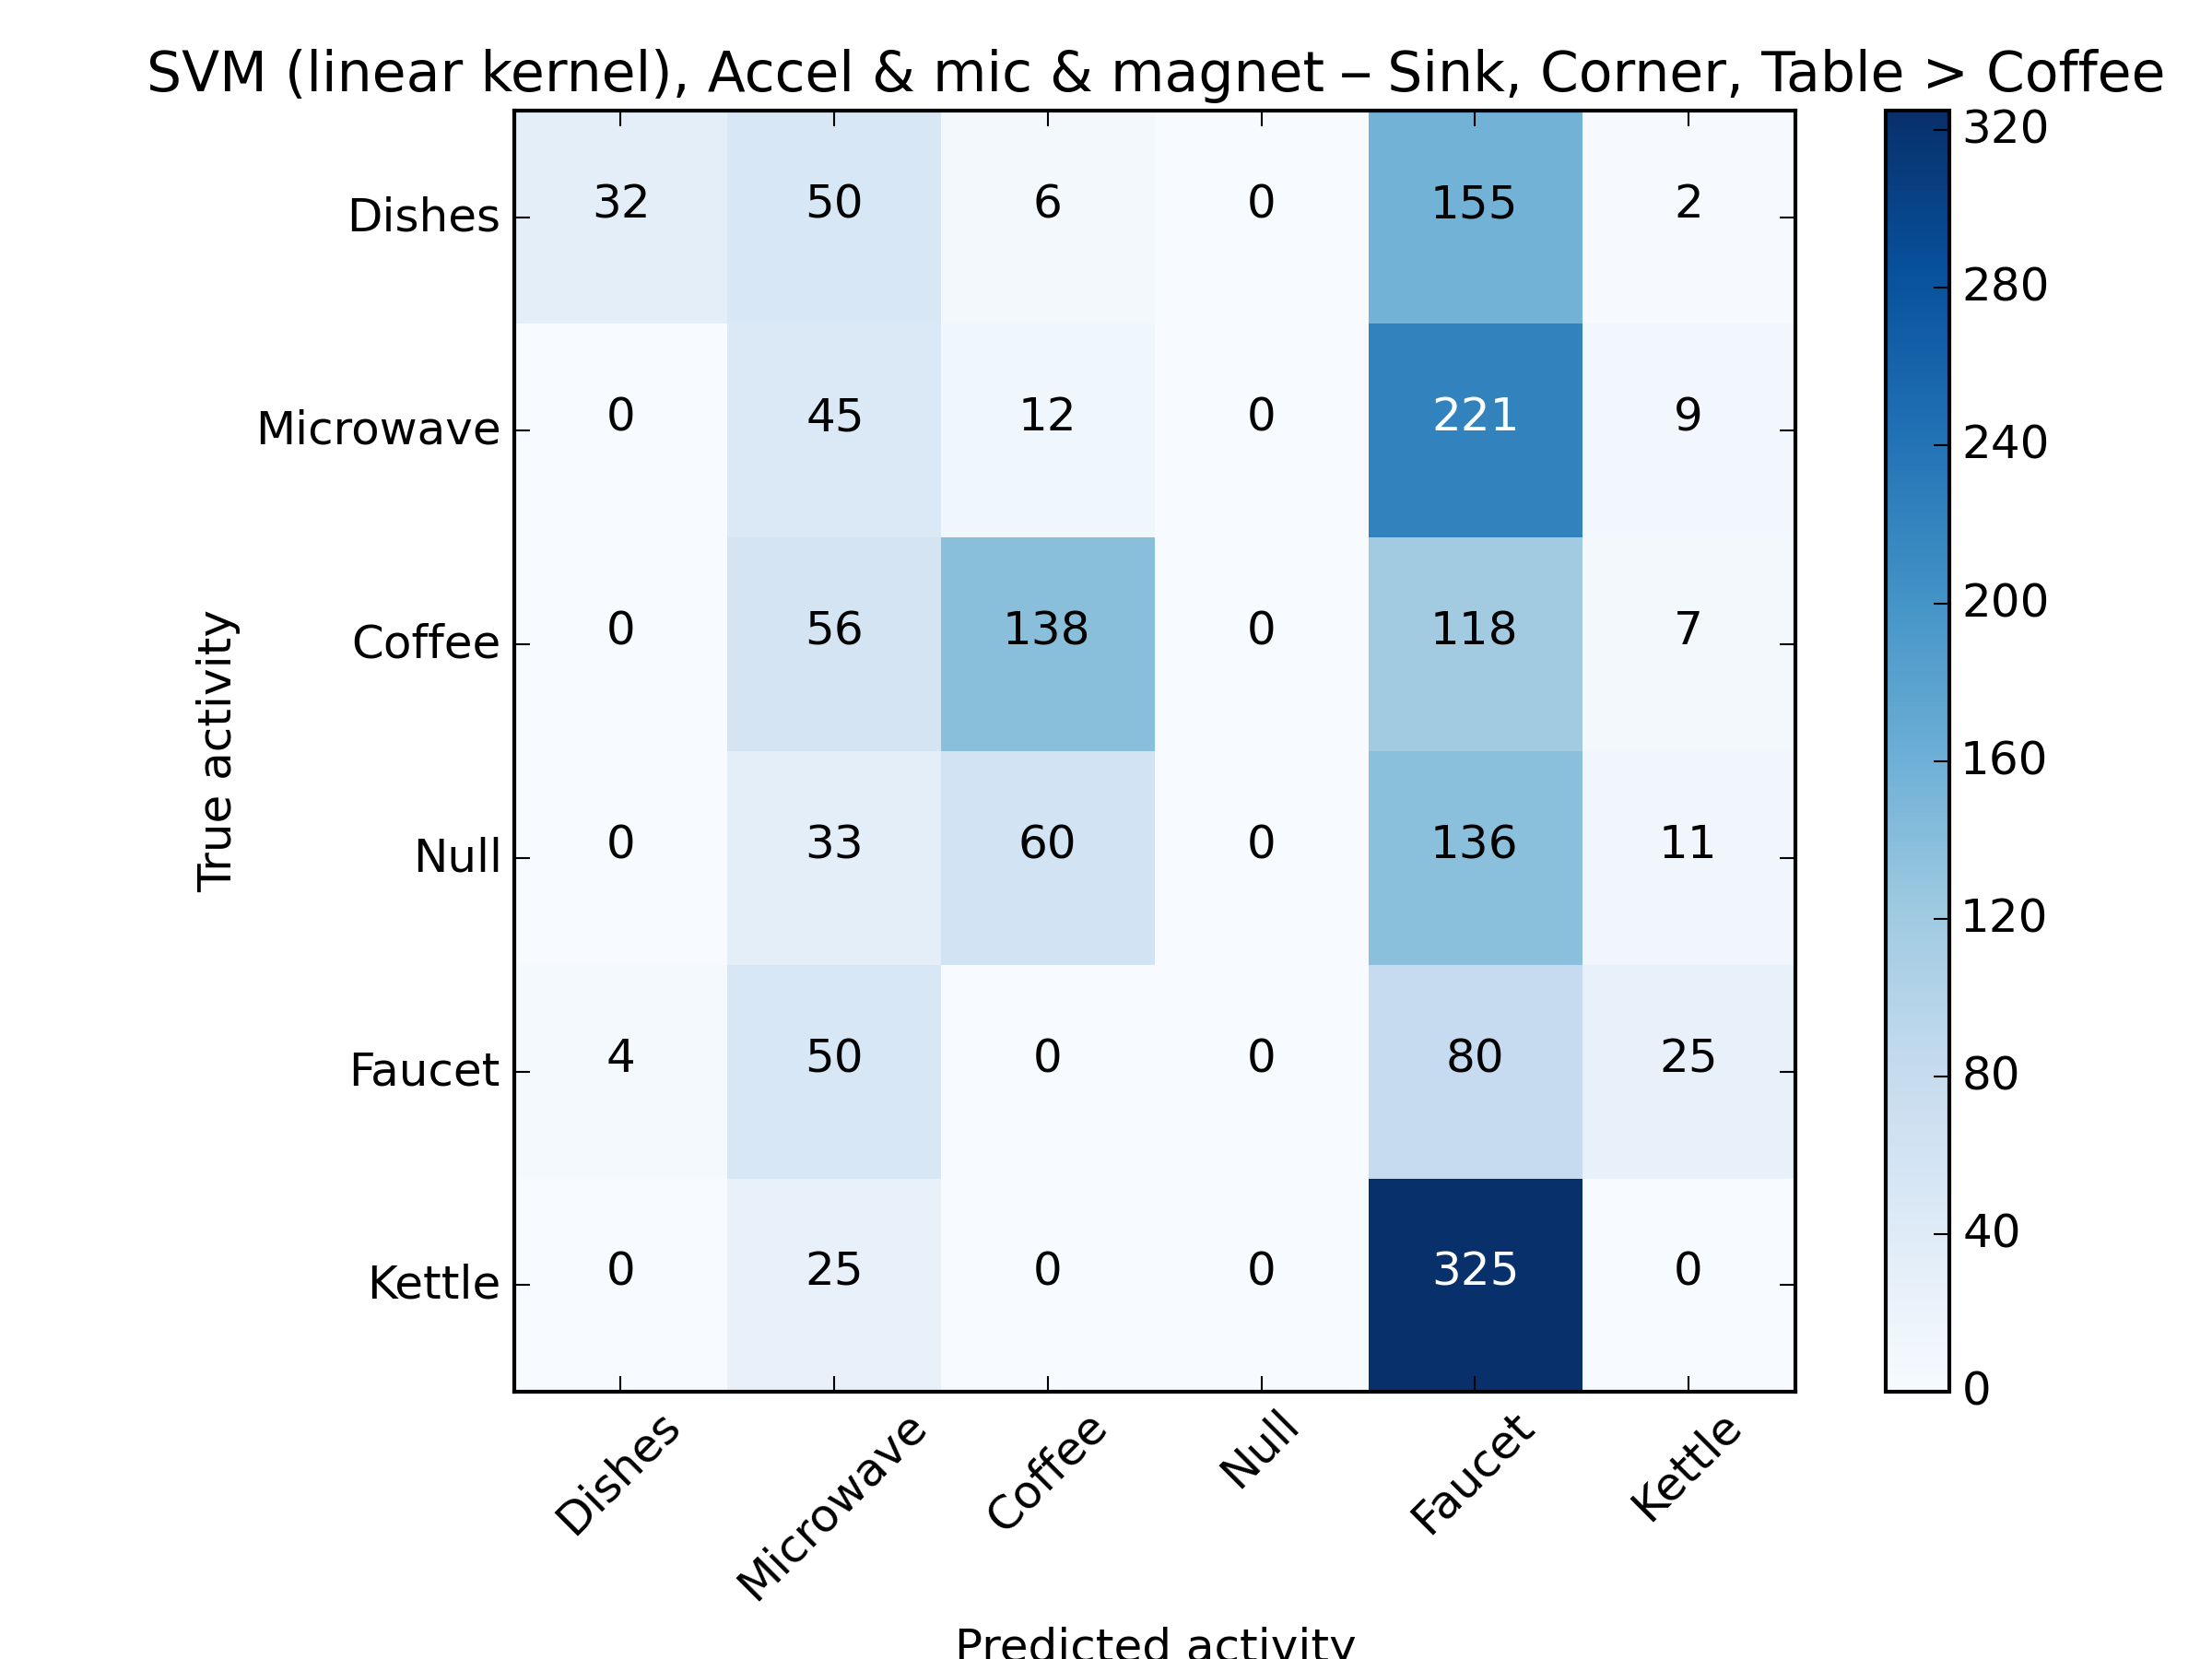 SVM (linear kernel), Accel & mic & magnet – Sink, Corner, Table > Coffee
True activity
Dishes 32 50 6 0 155 2
Microwave 0 45 12 0 221 9
Coffee 0 56 138 0 118 7
Null 0 33 60 0 136 11
Faucet 4 50 0 0 80 25
Kettle 0 25 0 0 325 0
Dishes Microwave Coffee Null Faucet Kettle
Predicted activity
320
280
240
200
160
120
80
40
0